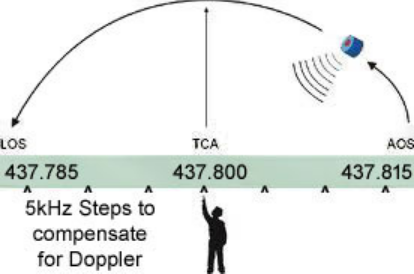 LOS TCA AOS
437.785 437.800 437.815
5kHz Steps to
compensate
for Doppler